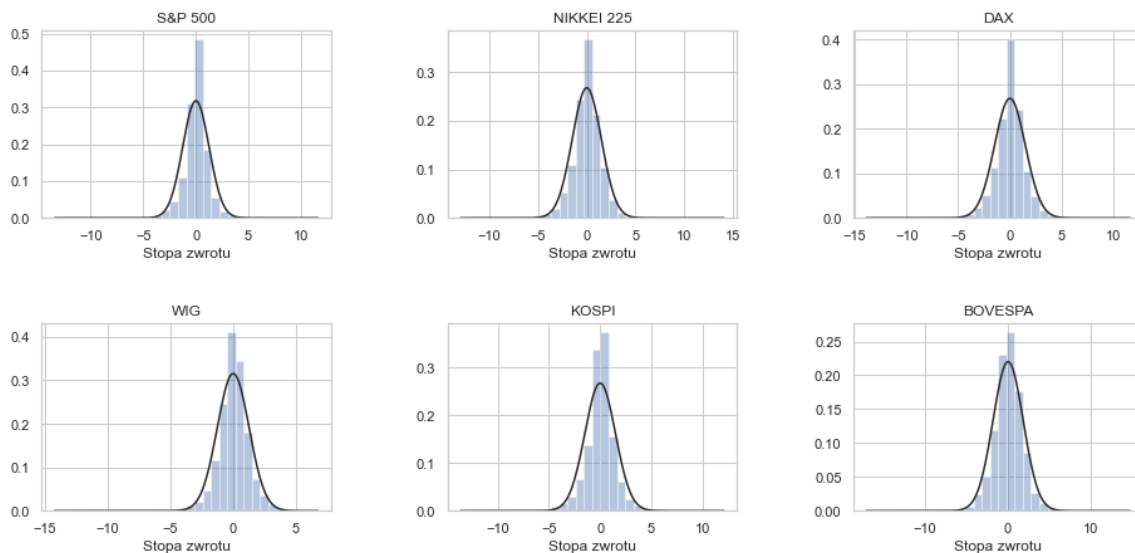 S&P 500
0.5
0.4
0.3
0.2
0.1
0.0
−10 −5 0 5 10
Stopa zwrotu
NIKKEI 225
0.3
0.2
0.1
0.0
−10 −5 0 5 10 15
Stopa zwrotu
DAX
0.4
0.3
0.2
0.1
0.0
−15 −10 −5 0 5 10
Stopa zwrotu
WIG
0.4
0.3
0.2
0.1
0.0
−15 −10 −5 0 5
Stopa zwrotu
KOSPI
0.3
0.2
0.1
0.0
−10 −5 0 5 10
Stopa zwrotu
BOVESPA
0.25
0.20
0.15
0.10
0.05
0.00
−10 0 10
Stopa zwrotu